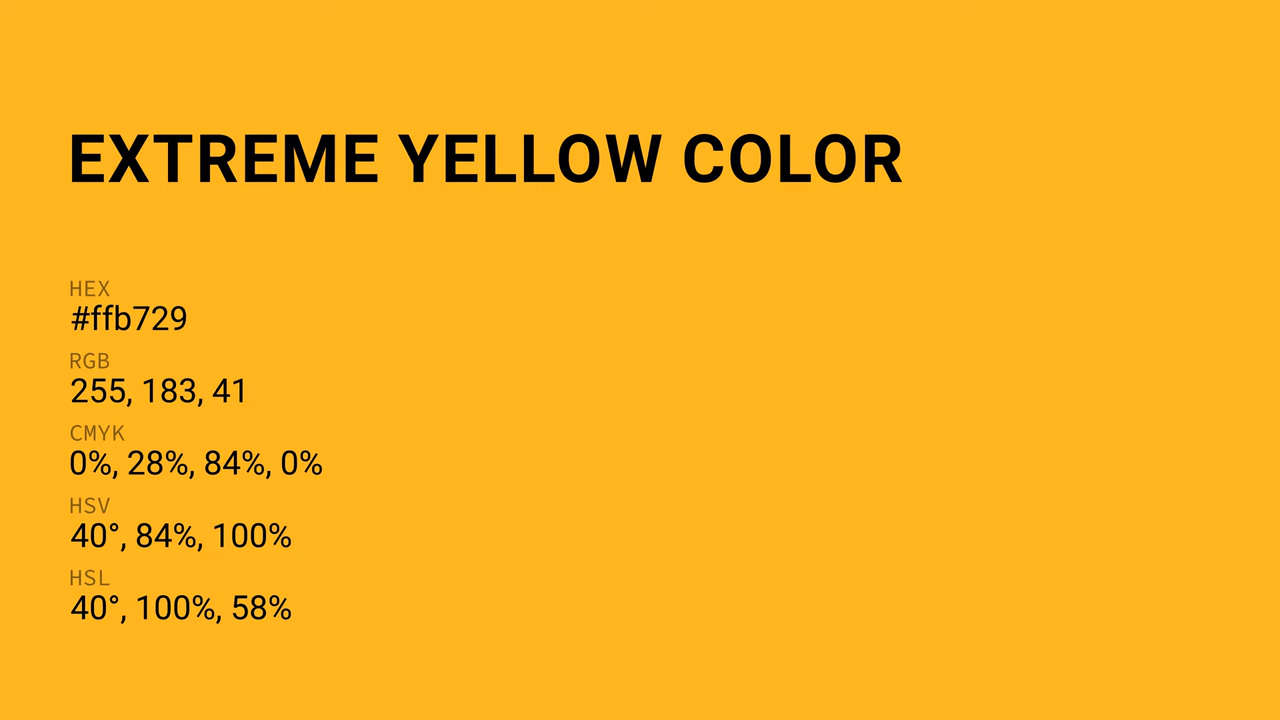 EXTREME YELLOW COLOR
HEX
#ffb729
RGB
255, 183, 41
CMYK
0%, 28%, 84%, 0%
HSV
40°, 84%, 100%
HSL
40°, 100%, 58%